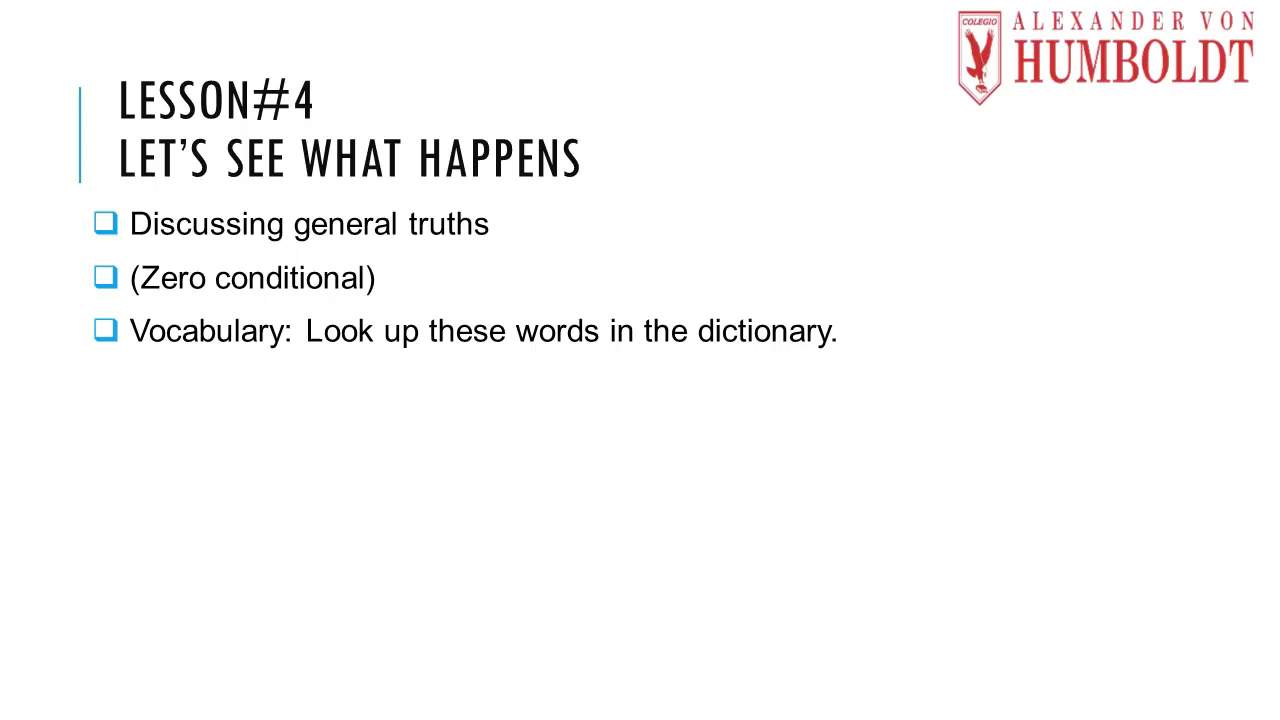 COLEGIO
ALEXANDER VON
HUMBOLDT
LESSON#4
LET’S SEE WHAT HAPPENS
Discussing general truths
(Zero conditional)
Vocabulary: Look up these words in the dictionary.